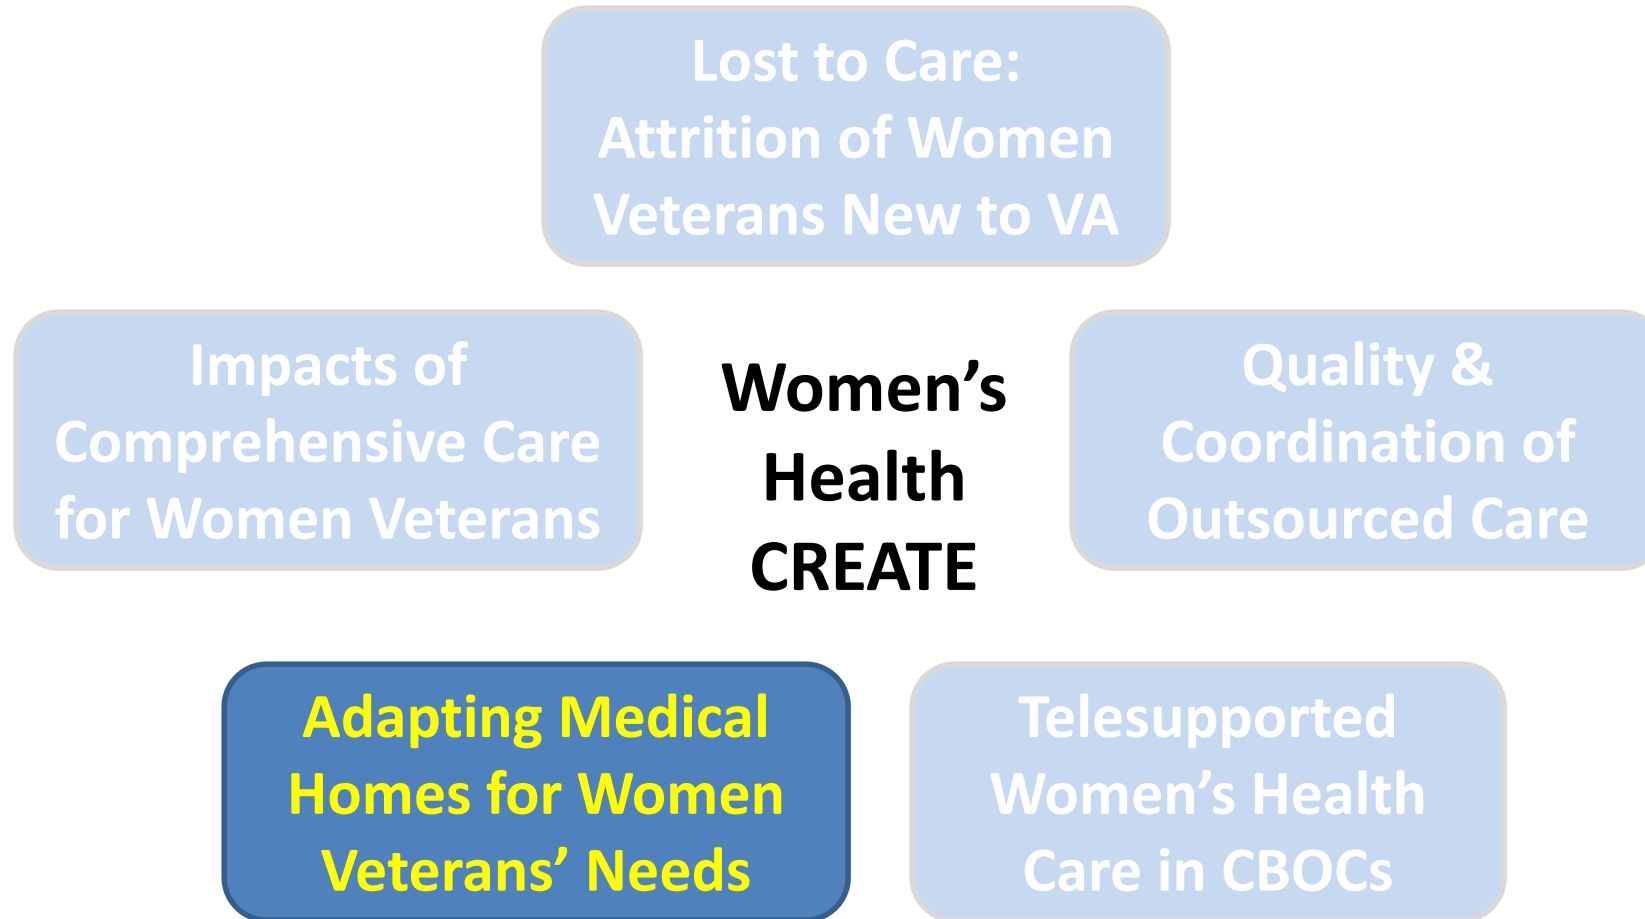 Lost to Care:
Attrition of Women
Veterans New to VA
Impacts of
Comprehensive Care
for Women Veterans
Women’s
Health
CREATE
Quality &
Coordination of
Outsourced Care
Adapting Medical
Homes for Women
Veterans’ Needs
Telesupported
Women’s Health
Care in CBOCs